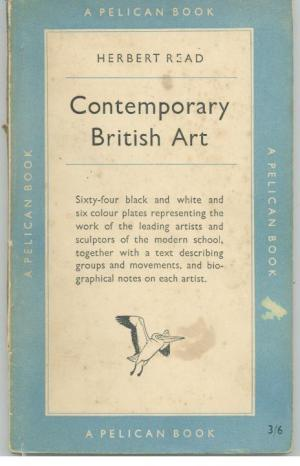 A PELICAN BOOK
HERBERT READ
Contemporary
British Art
A PELICAN BOOK
A PELICAN BOOK
Sixty-four black and white and
six colour plates representing the
work of the leading artists and
sculptors of the modern school,
together with a text describing
groups and movements, and bio-
graphical notes on each artist.
3/6
A PELICAN BOOK